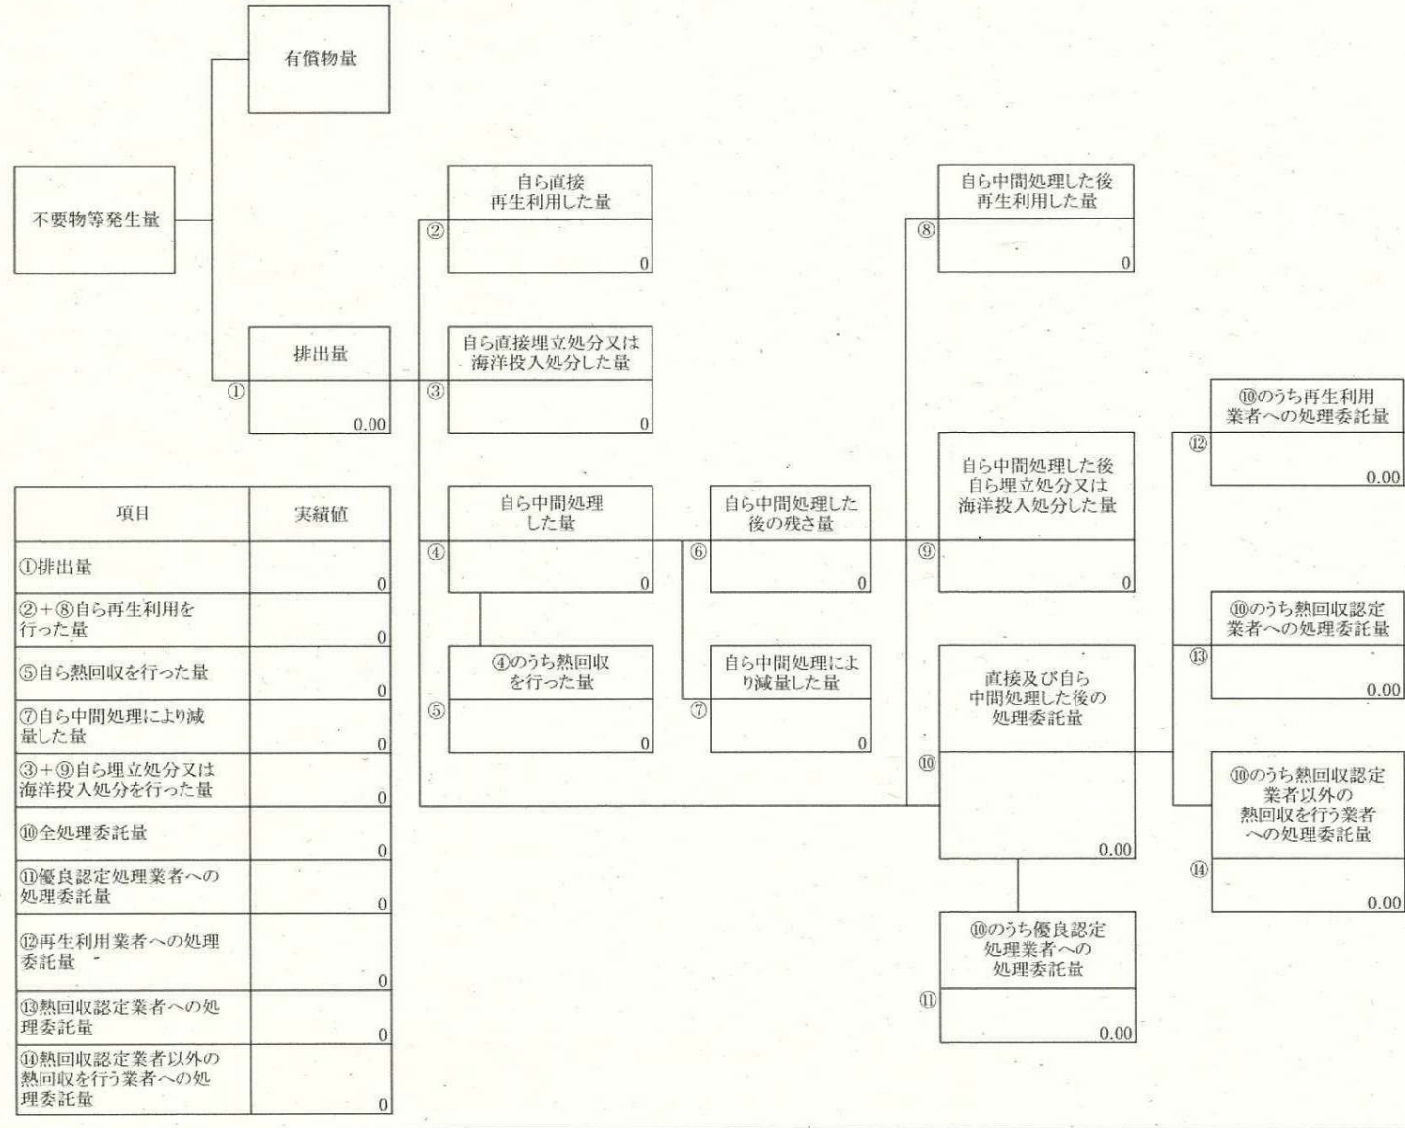 有償物量
不要物等発生量
自ら直接
再生利用した量
②
0
自ら中間処理した後
再生利用した量
⑧
0
排出量
①
0.00
自ら直接埋立処分又は
海洋投入処分した量
③
0
⑩のうち再生利用
業者への処理委託量
⑫
0.00
自ら中間処理した後
自ら埋立処分又は
海洋投入処分した量
⑨
0
自ら中間処理
した量
④
0
自ら中間処理した
後の残さ量
⑥
0
⑩のうち熱回収認定
業者への処理委託量
⑬
0.00
④のうち熱回収
を行った量
⑤
0
自ら中間処理によ
り減量した量
⑦
0
直接及び自ら
中間処理した後の
処理委託量
⑩
0.00
⑩のうち熱回収認定
業者以外の
熱回収を行う業者
への処理委託量
⑭
0.00
⑩のうち優良認定
処理業者への
処理委託量
⑪
0.00
項目 実績値
①排出量
0
②+⑧自ら再生利用を
行った量
0
⑤自ら熱回収を行った量
0
⑦自ら中間処理により減
量した量
0
③+⑨自ら埋立処分又は
海洋投入処分を行った量
0
⑩全処理委託量
0
⑪優良認定処理業者への
処理委託量
0
⑫再生利用業者への処理
委託量
0
⑬熱回収認定業者への処
理委託量
0
⑭熱回収認定業者以外の
熱回収を行う業者への処
理委託量
0